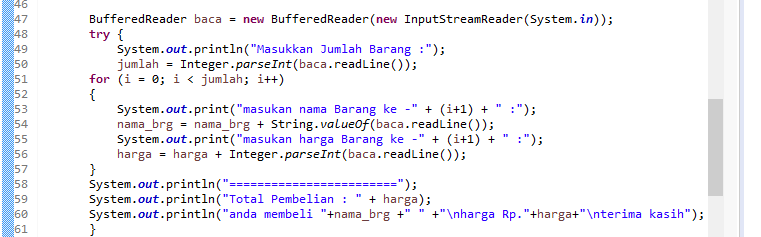 46
47 BufferedReader baca = new BufferedReader(new InputStreamReader(System.in));
48 try {
49 System.out.println("Masukkan Jumlah Barang :");
50 jumlah = Integer.parseInt(baca.readLine());
51 for (i = 0; i < jumlah; i++)
52 {
53 System.out.print("masukan nama Barang ke -" + (i+1) + " :");
54 nama_brg = nama_brg + String.valueOf(baca.readLine());
55 System.out.print("masukan harga Barang ke -" + (i+1) + " :");
56 harga = harga + Integer.parseInt(baca.readLine());
57 }
58 System.out.println("========================");
59 System.out.println("Total Pembelian : " + harga);
60 System.out.println("anda membeli "+nama_brg +" " +"\nharga Rp."+harga+"\nterima kasih");
61 }